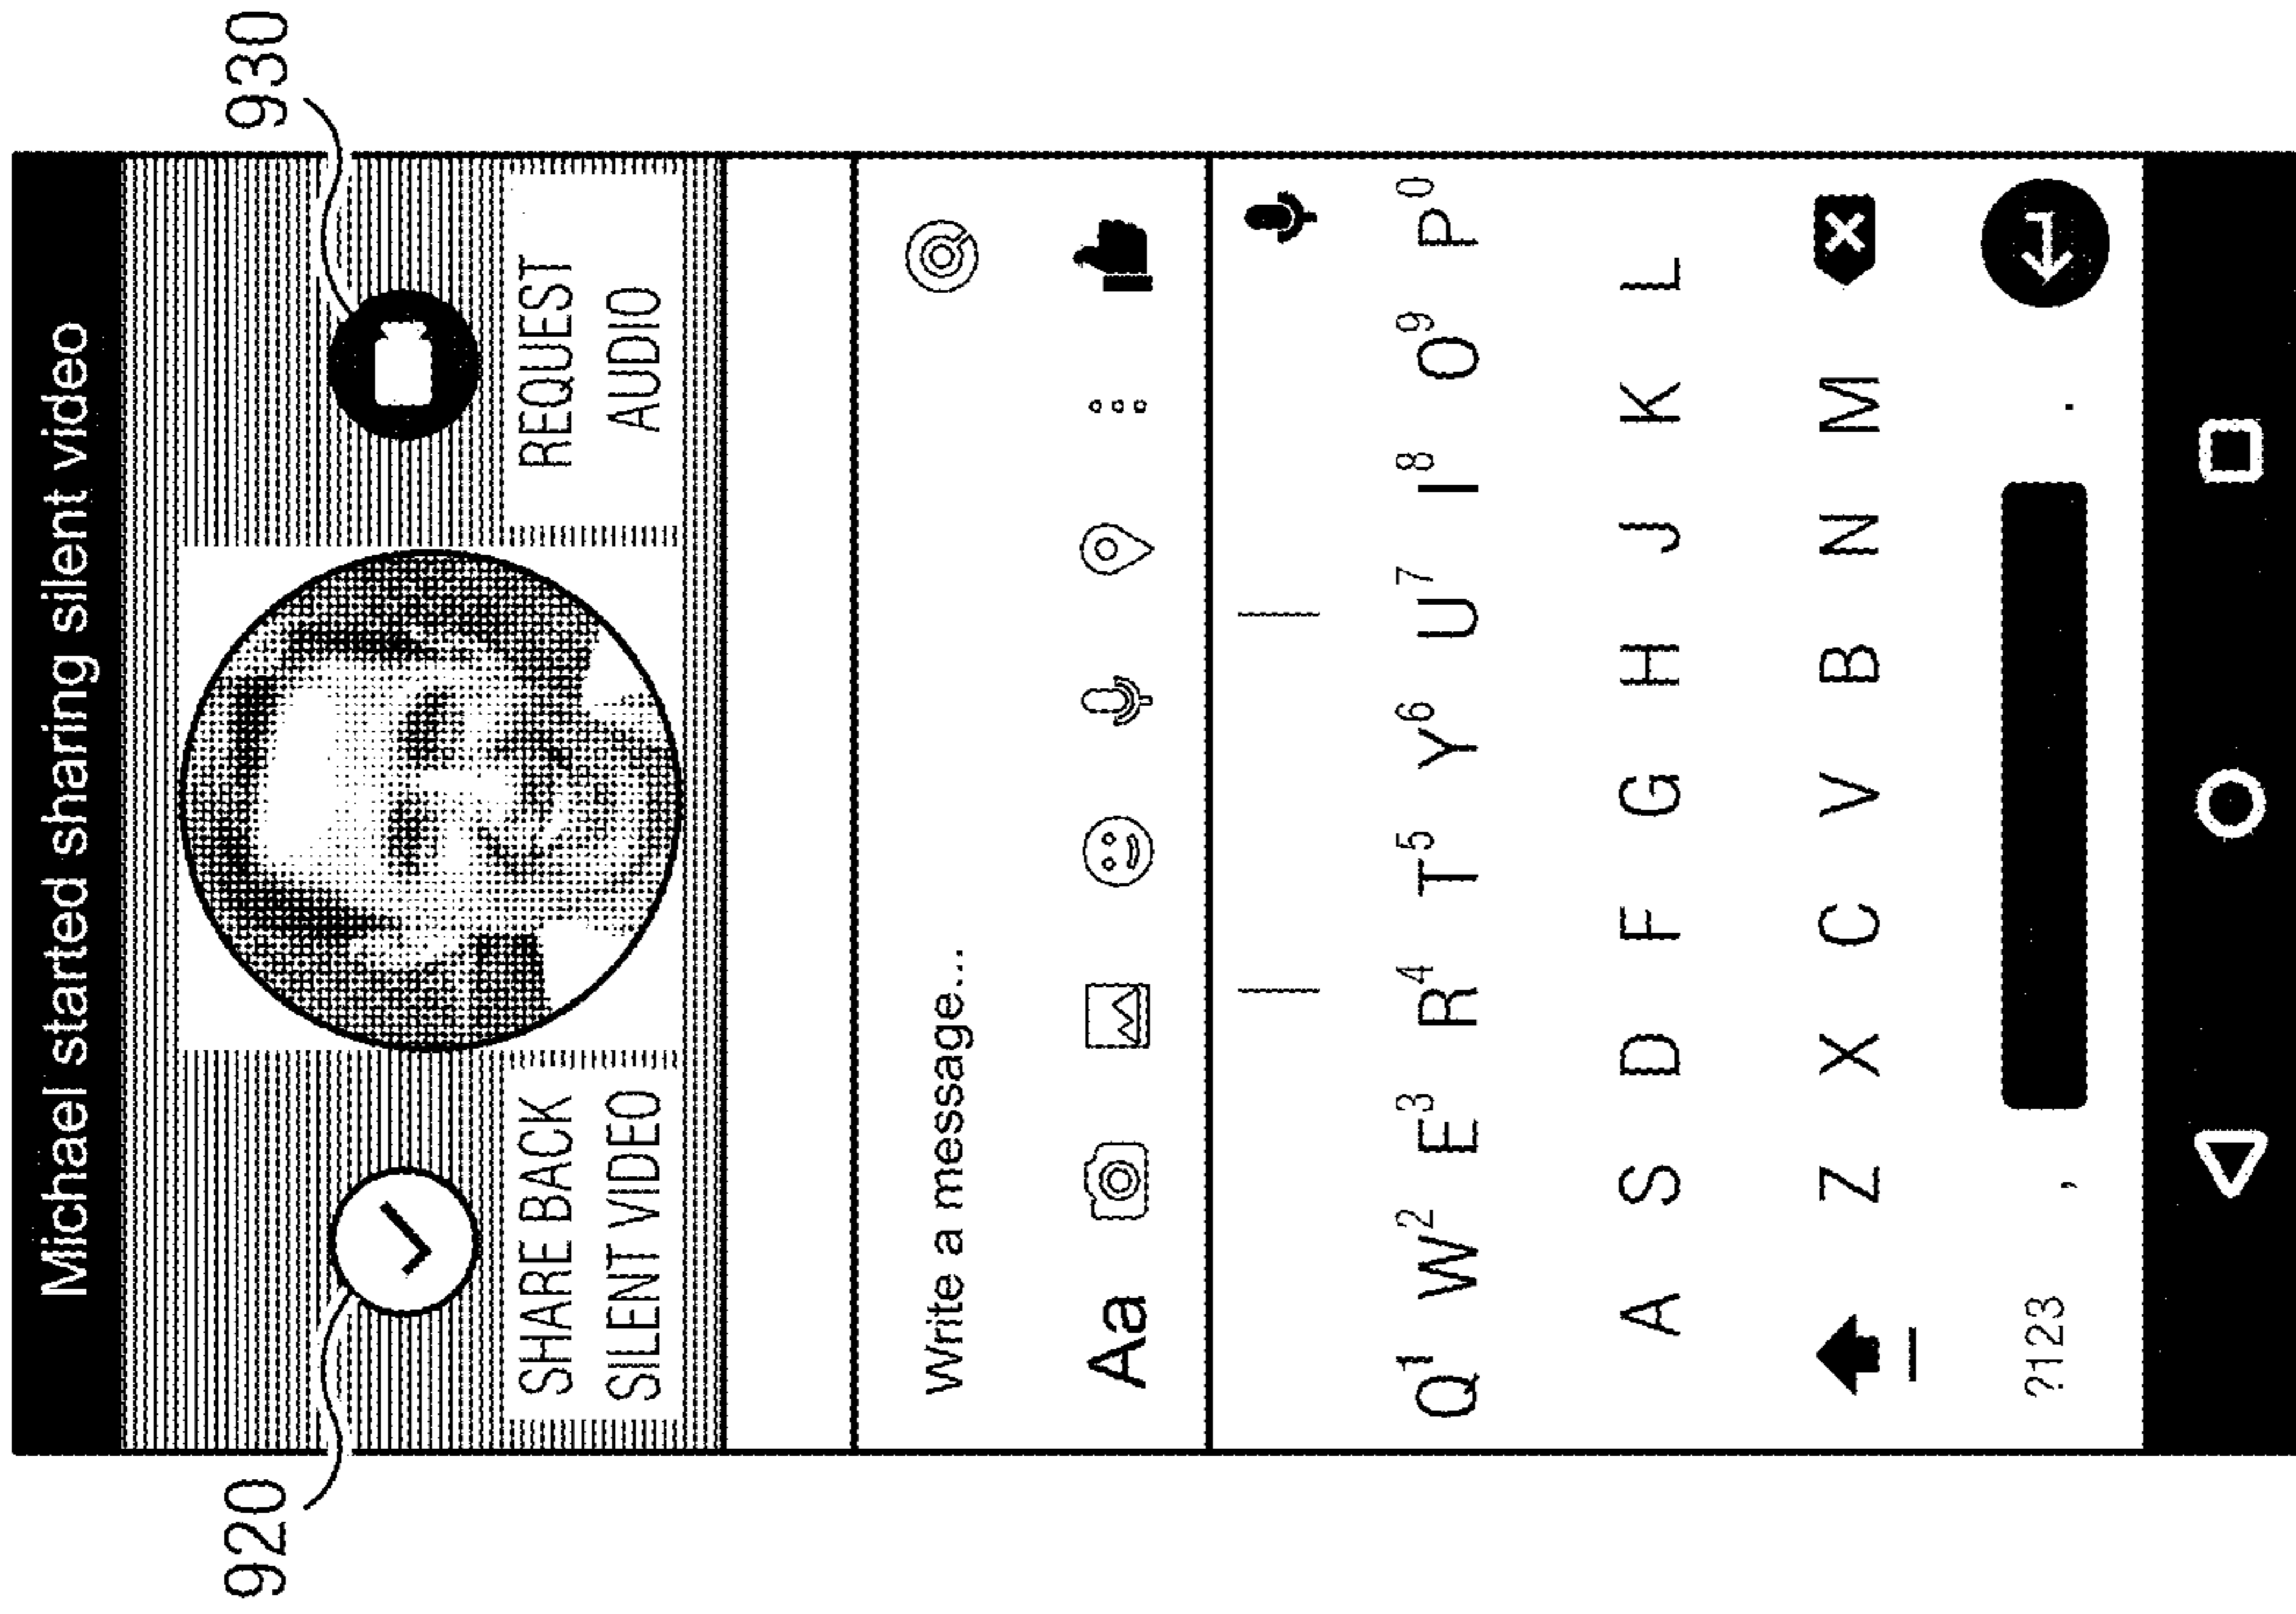 Michael started sharing silent video
920
930
SHARE BACK
SILENT VIDEO
REQUEST
AUDIO
Write a message...
Aa
Q1 W2 E3 R4 T5 Y6 U7 I8 O9 P0
A S D F G H J K L
Z X C V B N M
?123 , .